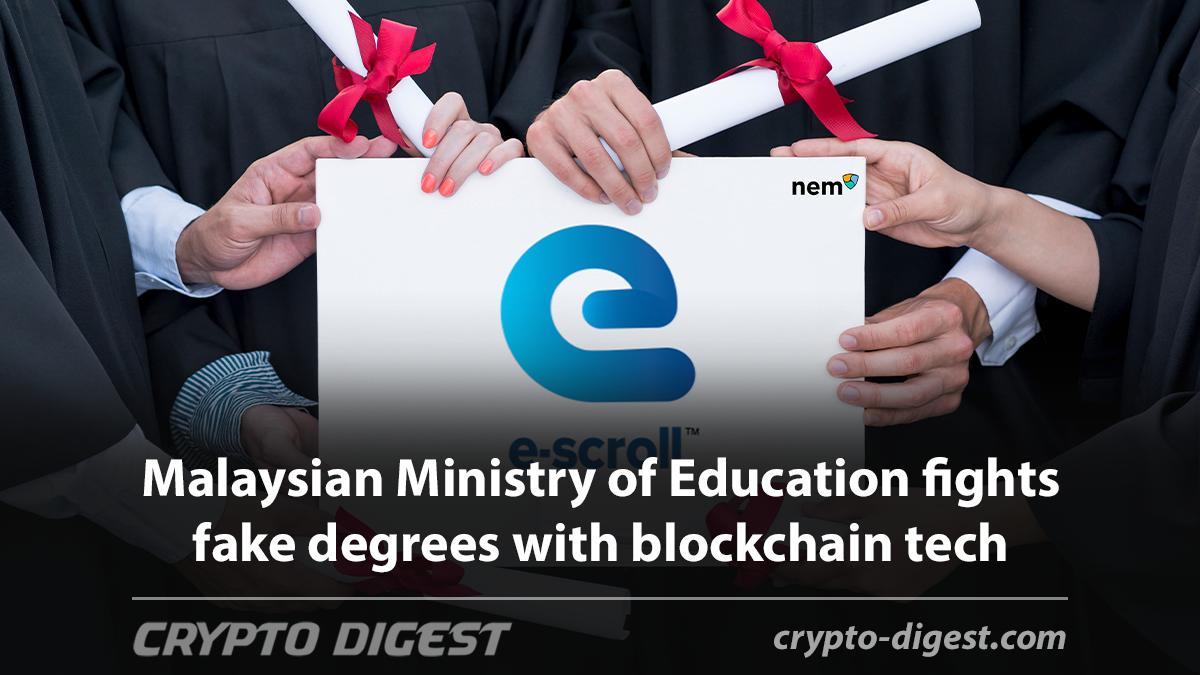 nem
e-scroll™
Malaysian Ministry of Education fights
fake degrees with blockchain tech
CRYPTO DIGEST
crypto-digest.com